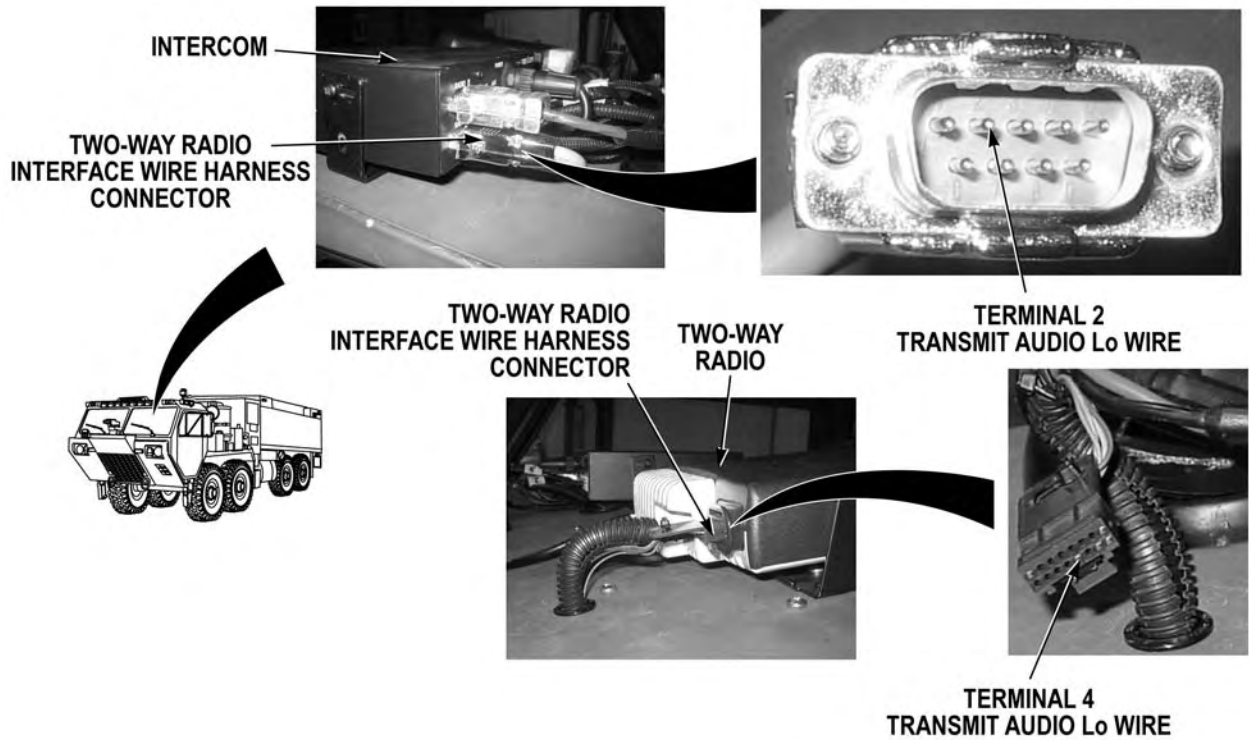 INTERCOM
TWO-WAY RADIO
INTERFACE WIRE HARNESS
CONNECTOR
TERMINAL 2
TRANSMIT AUDIO Lo WIRE
TWO-WAY RADIO
INTERFACE WIRE HARNESS
CONNECTOR
TWO-WAY
RADIO
TERMINAL 4
TRANSMIT AUDIO Lo WIRE